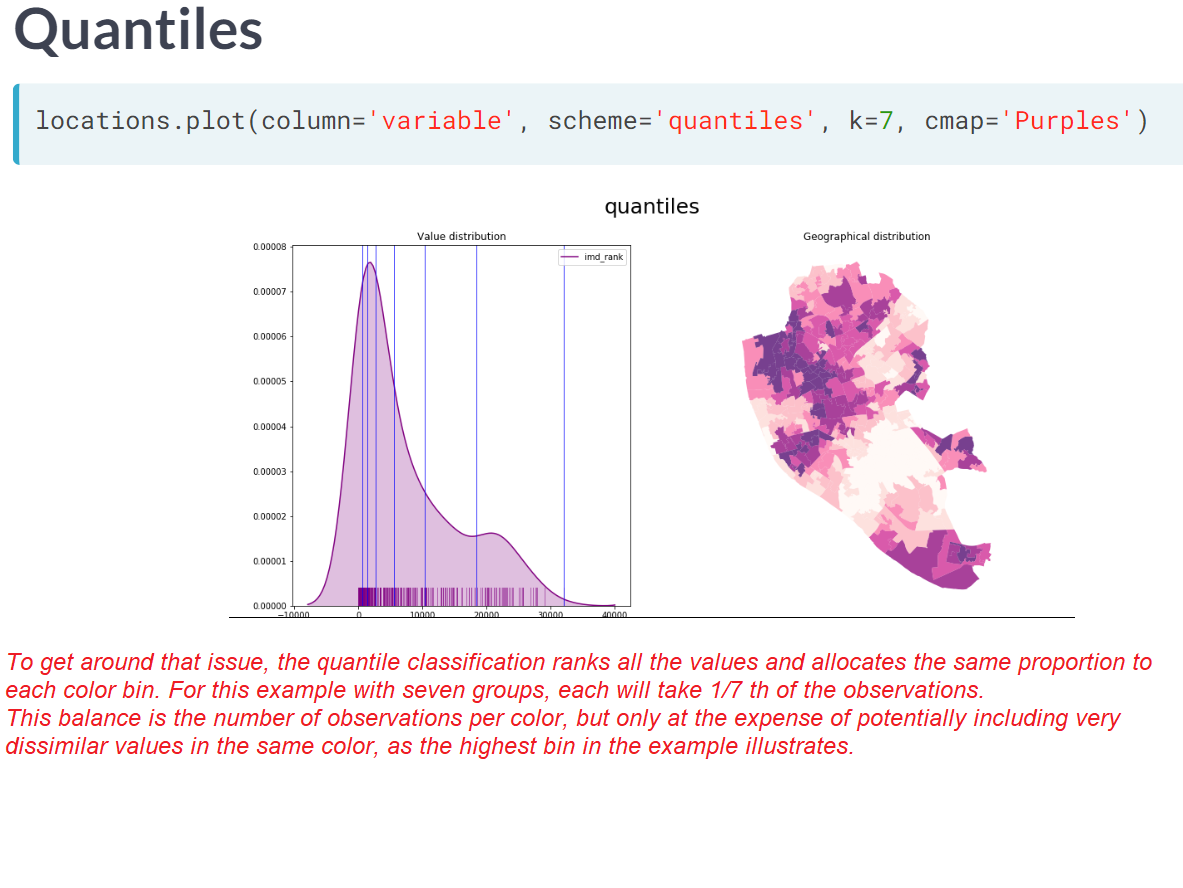 Quantiles
locations.plot(column='variable', scheme='quantiles', k=7, cmap='Purples')
quantiles
Value distribution
Geographical distribution
imd_rank
0.00008
0.00007
0.00006
0.00005
0.00004
0.00003
0.00002
0.00001
0.00000
−10000 0 10000 20000 30000 40000
To get around that issue, the quantile classification ranks all the values and allocates the same proportion to
each color bin. For this example with seven groups, each will take 1/7 th of the observations.
This balance is the number of observations per color, but only at the expense of potentially including very
dissimilar values in the same color, as the highest bin in the example illustrates.